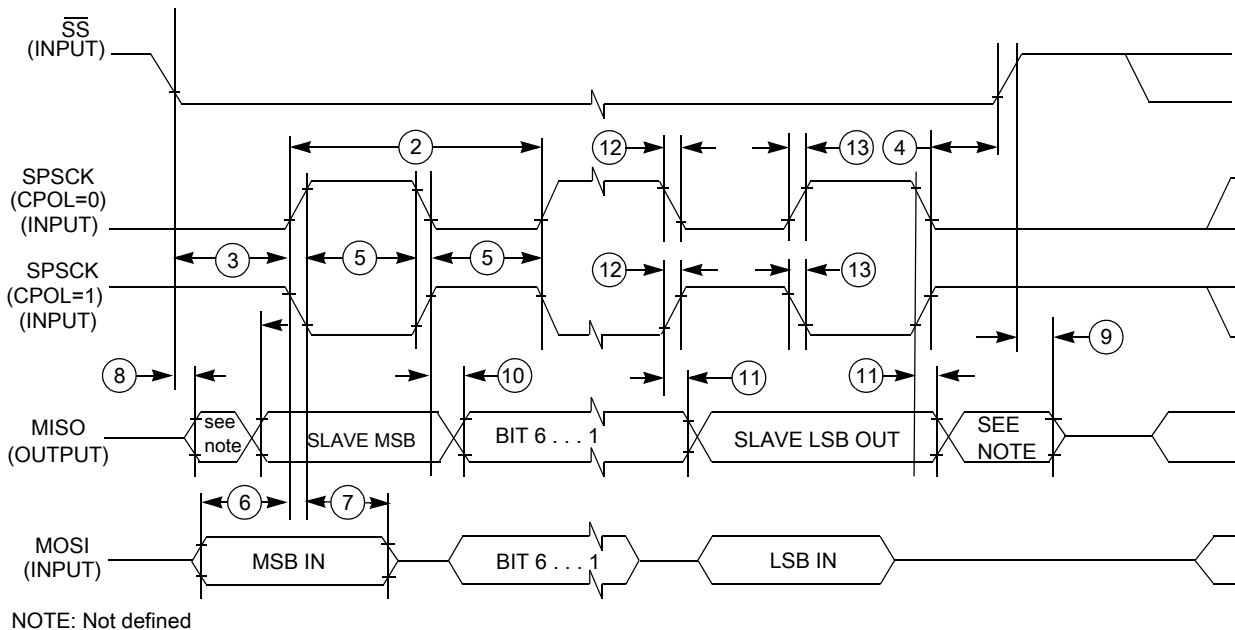 SS
(INPUT)
2
12
13
4
SPSCK
(CPOL=0)
(INPUT)
3
5
5
SPSCK
(CPOL=1)
(INPUT)
12
13
9
8
10
11
11
MISO
(OUTPUT)
see
note
SLAVE MSB
BIT 6 . . . 1
SLAVE LSB OUT
SEE
NOTE
6
7
MOSI
(INPUT)
MSB IN
BIT 6 . . . 1
LSB IN
NOTE: Not defined